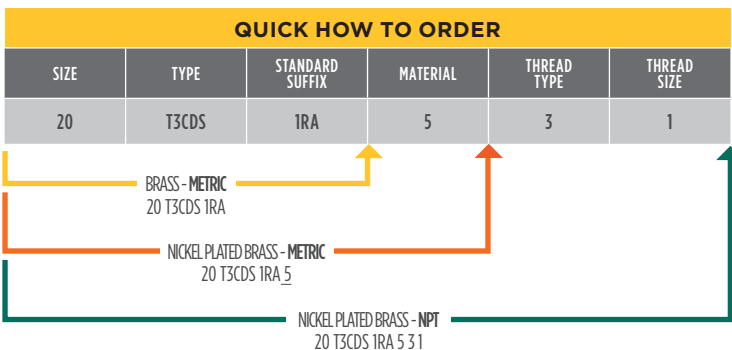 QUICK HOW TO ORDER
SIZE TYPE STANDARD SUFFIX MATERIAL THREAD TYPE THREAD SIZE
20 T3CDS 1RA 5 3 1
BRASS - METRIC
20 T3CDS 1RA
NICKEL PLATED BRASS - METRIC
20 T3CDS 1RA 5
NICKEL PLATED BRASS - NPT
20 T3CDS 1RA 5 3 1